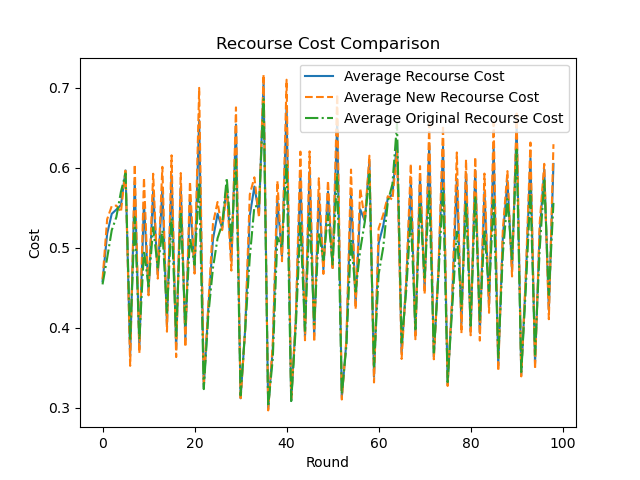 Recourse Cost Comparison
Average Recourse Cost
Average New Recourse Cost
Average Original Recourse Cost
0.7
0.6
0.5
0.4
0.3
Cost
0 20 40 60 80 100
Round